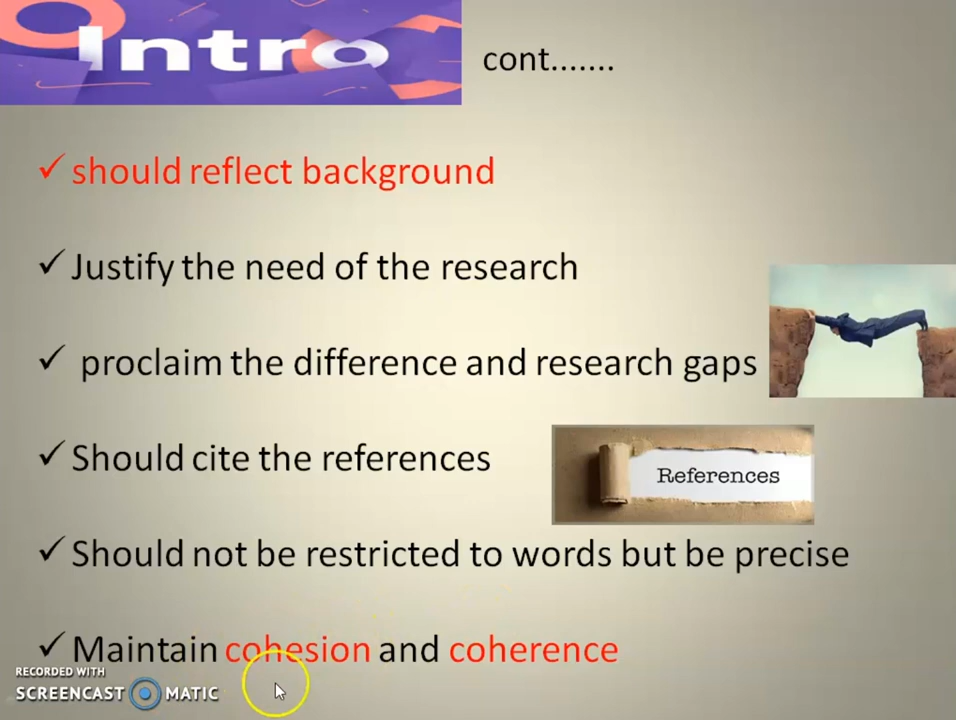 Intro
cont.......
✓ should reflect background
✓ Justify the need of the research
✓ proclaim the difference and research gaps
✓ Should cite the references
References
✓ Should not be restricted to words but be precise
✓ Maintain cohesion and coherence
RECORDED WITH
SCREENCAST MATIC